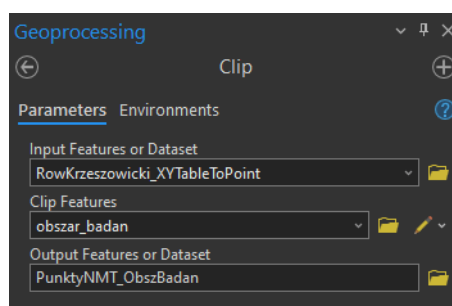 Geoprocessing
Clip
Parameters Environments
Input Features or Dataset
RowKrzeszowicki_XYTableToPoint
Clip Features
obszar_badan
Output Features or Dataset
PunktyNMT_ObszBadan